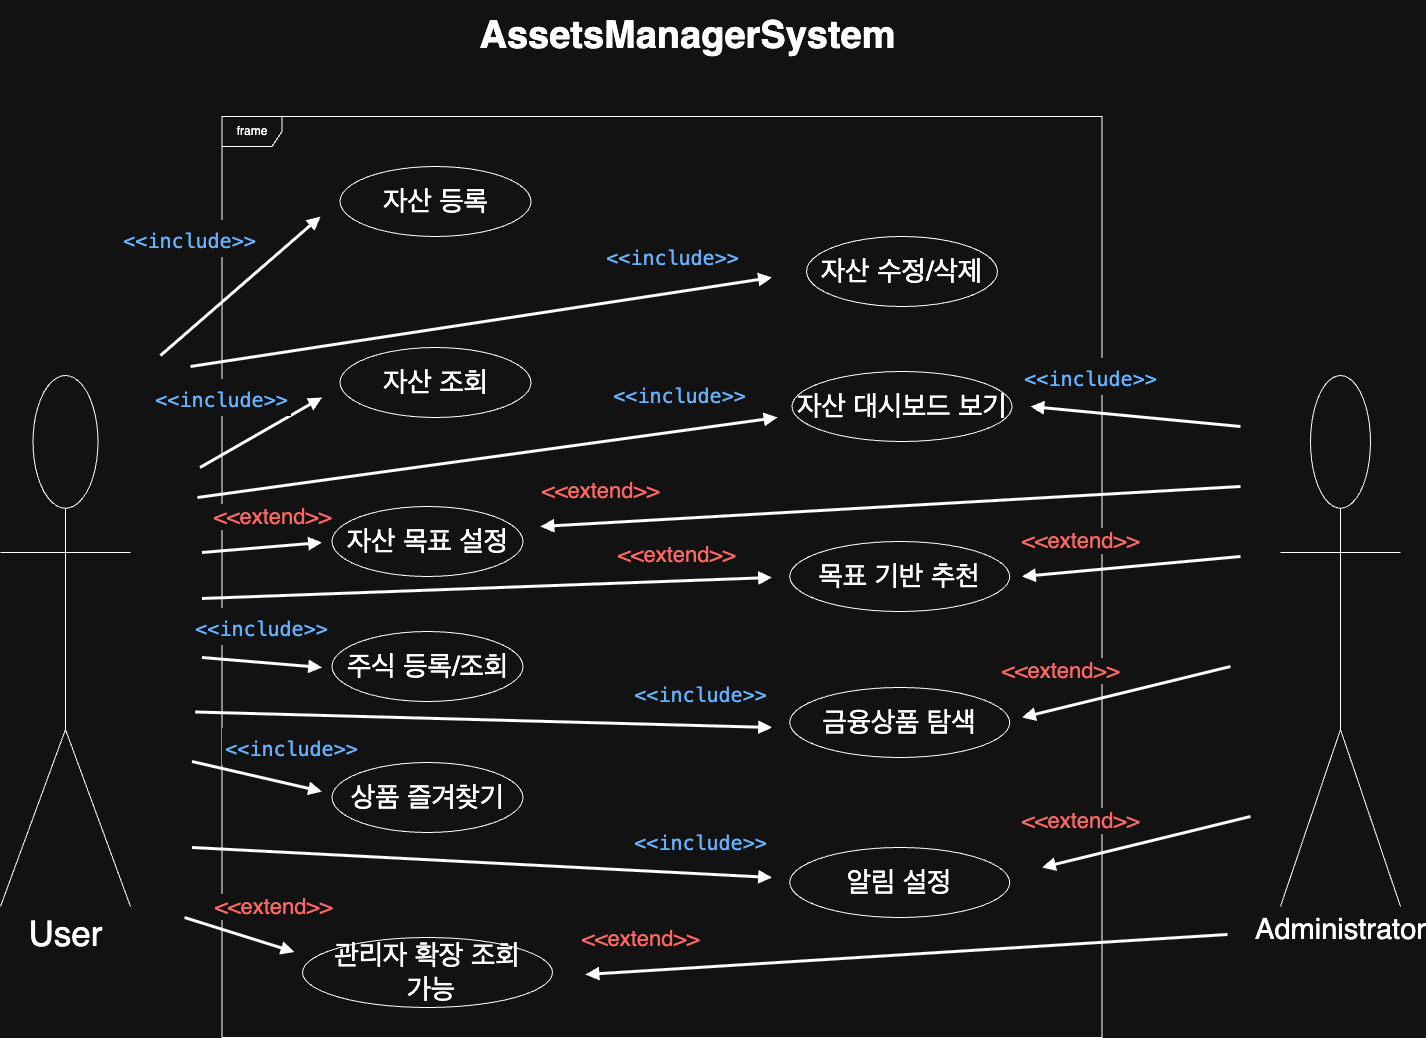 AssetsManagerSystem
frame
자산 등록
<<include>>
<<include>>
자산 수정/삭제
자산 조회
<<include>>
<<include>>
자산 대시보드 보기
<<include>>
<<extend>>
<<extend>>
자산 목표 설정
<<extend>>
목표 기반 추천
<<extend>>
<<include>>
주식 등록/조회
<<include>>
금융상품 탐색
<<extend>>
<<include>>
상품 즐겨찾기
<<include>>
알림 설정
<<extend>>
<<extend>>
관리자 확장 조회
가능
<<extend>>
User
Administrator